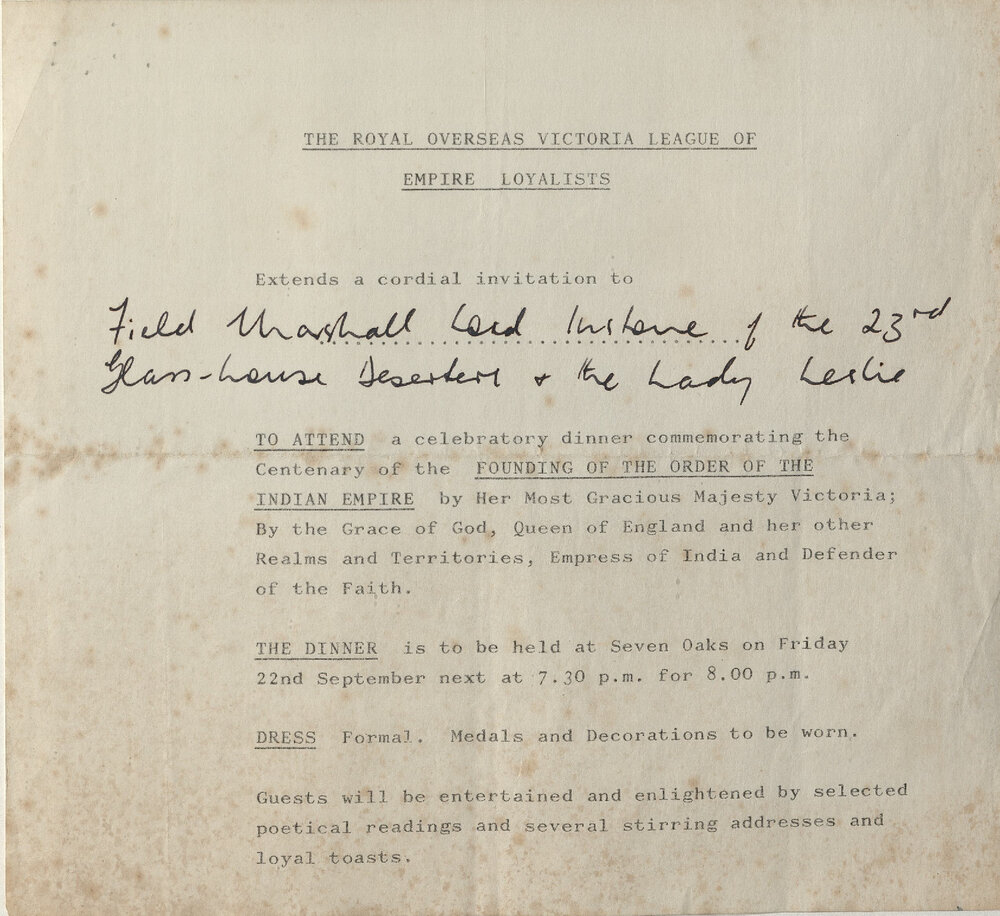 THE ROYAL OVERSEAS VICTORIA LEAGUE OF
EMPIRE LOYALISTS
Extends a cordial invitation to
Field Marshall Lord Instone of the 23rd
Glass-house Deserters + the Lady Leslie
TO ATTEND a celebratory dinner commemorating the
Centenary of the FOUNDING OF THE ORDER OF THE
INDIAN EMPIRE by Her Most Gracious Majesty Victoria;
By the Grace of God, Queen of England and her other
Realms and Territories, Empress of India and Defender
of the Faith.
THE DINNER is to be held at Seven Oaks on Friday
22nd September next at 7.30 p.m. for 8.00 p.m.
DRESS Formal. Medals and Decorations to be worn.
Guests will be entertained and enlightened by selected
poetical readings and several stirring addresses and
loyal toasts.